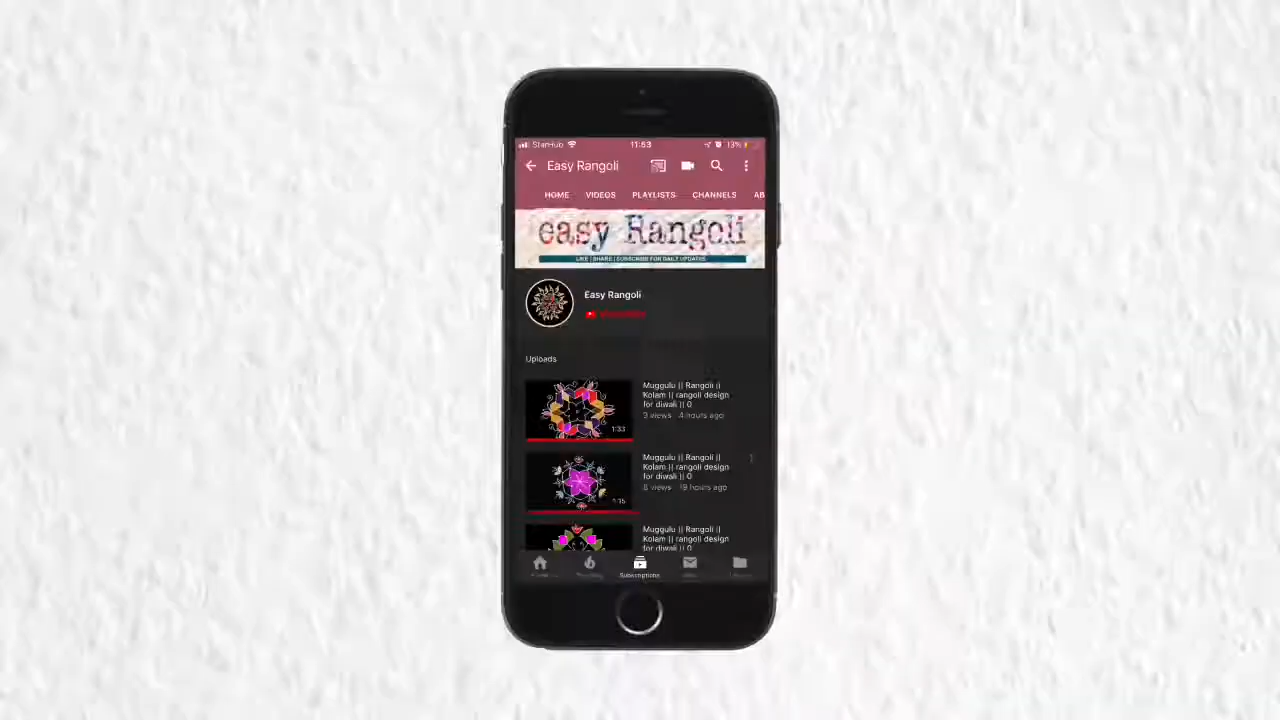 StarHub 11:53 13%
Easy Rangoli
HOME VIDEOS PLAYLISTS CHANNELS AB
easy Rangoli
LIKE | SHARE | SUBSCRIBE FOR DAILY UPDATES
Easy Rangoli
Uploads
Muggulu || Rangoli ||
Kolam || rangoli design
for diwali || 0
3 views 4 hours ago
1:33
Muggulu || Rangoli ||
Kolam || rangoli design
for diwali || 0
8 views 19 hours ago
Muggulu || Rangoli ||
Kolam || rangoli design
for diwali || 0
Subscriptions